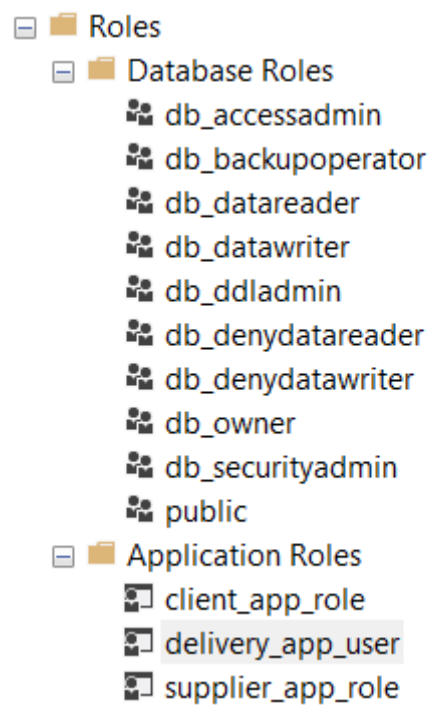 Roles
Database Roles
db_accessadmin
db_backupoperator
db_datareader
db_datawriter
db_ddladmin
db_denydatareader
db_denydatawriter
db_owner
db_securityadmin
public
Application Roles
client_app_role
delivery_app_user
supplier_app_role